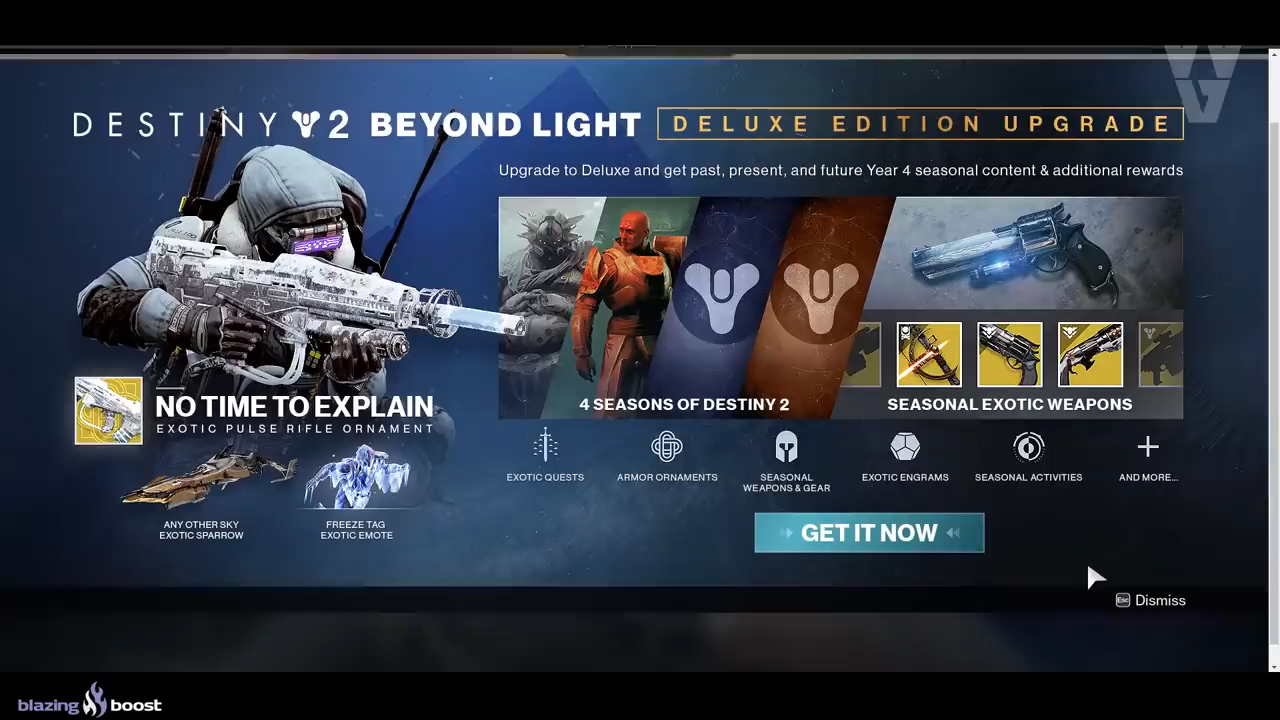 DESTINY 2 BEYOND LIGHT
DELUXE EDITION UPGRADE
Upgrade to Deluxe and get past, present, and future Year 4 seasonal content & additional rewards
NO TIME TO EXPLAIN
EXOTIC PULSE RIFLE ORNAMENT
ANY OTHER SKY
EXOTIC SPARROW
FREEZE TAG
EXOTIC EMOTE
4 SEASONS OF DESTINY 2
SEASONAL EXOTIC WEAPONS
EXOTIC QUESTS
ARMOR ORNAMENTS
SEASONAL
WEAPONS & GEAR
EXOTIC ENGRAMS
SEASONAL ACTIVITIES
AND MORE...
GET IT NOW
Esc Dismiss
blazing boost